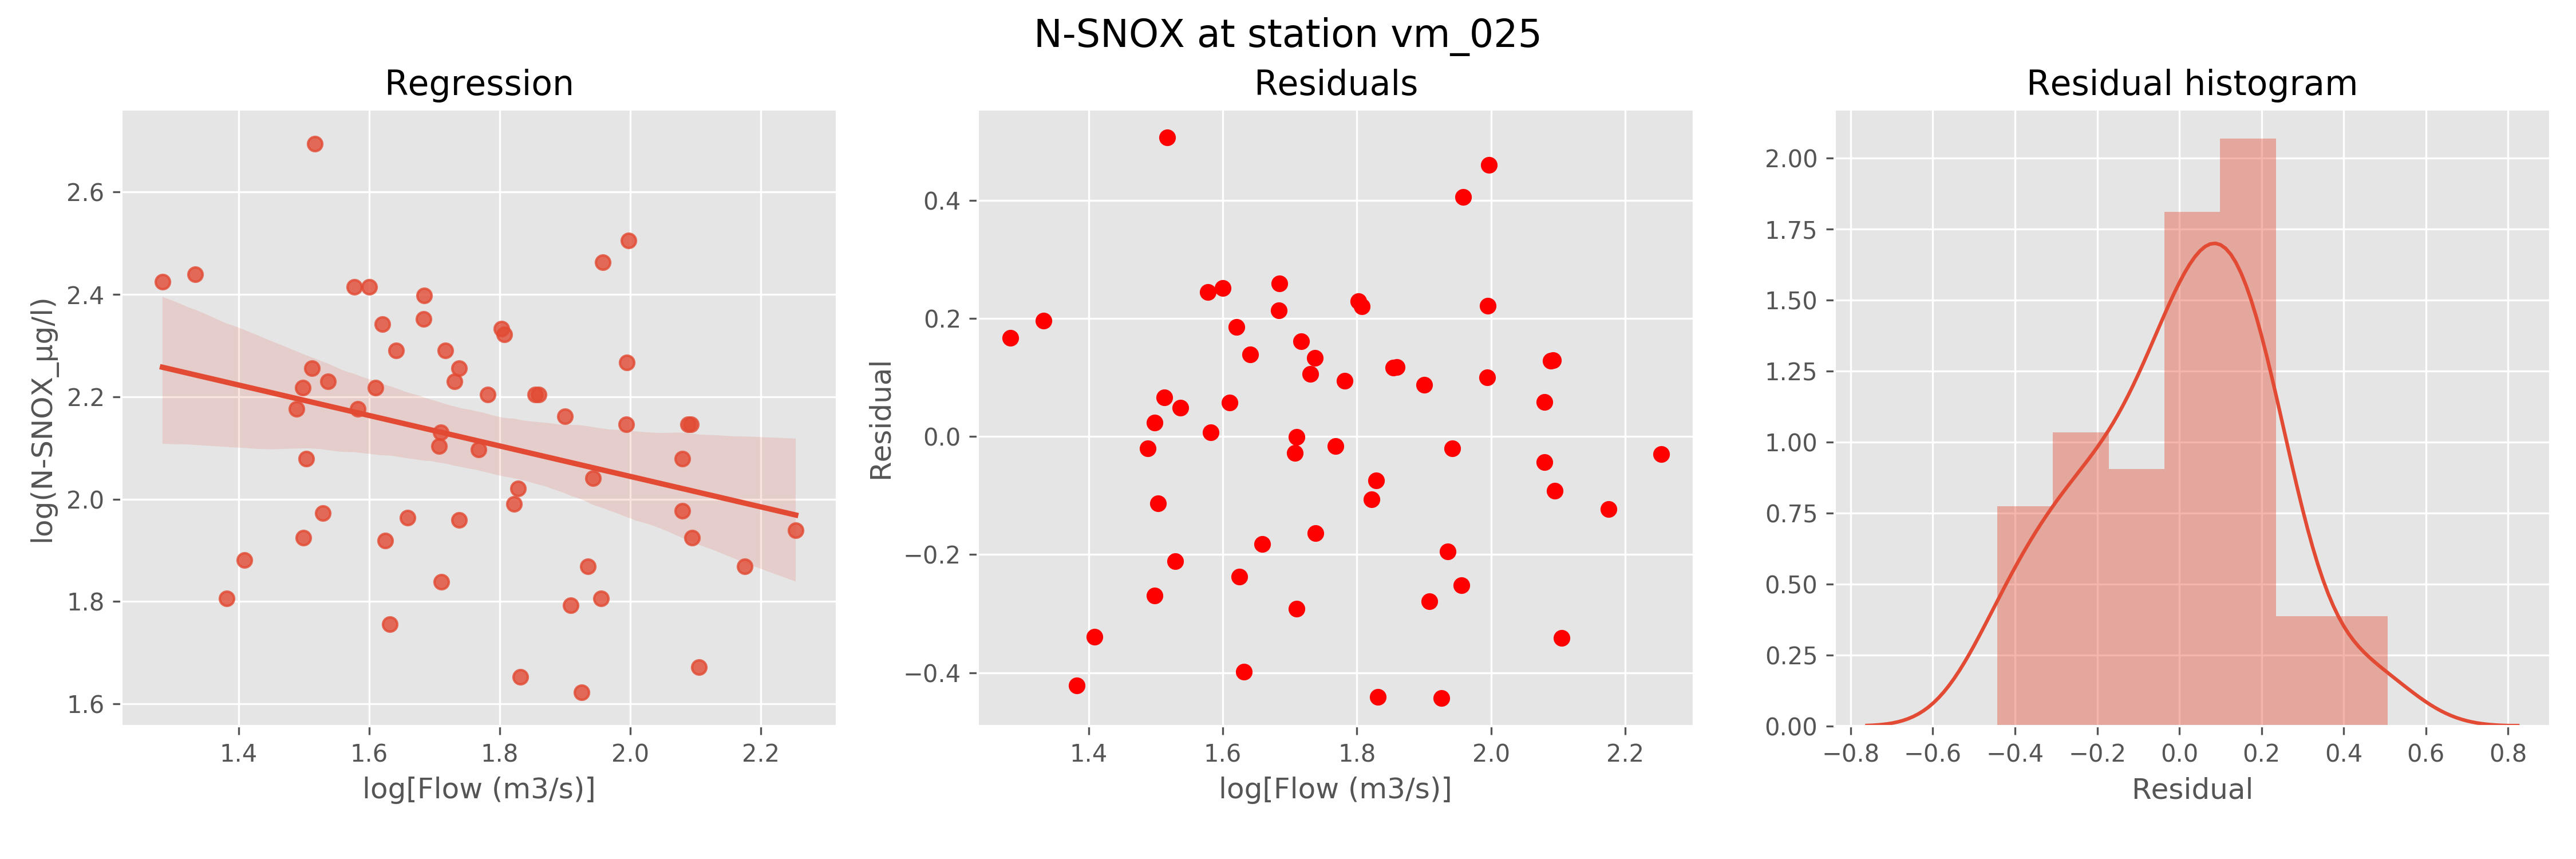 N-SNOX at station vm_025
Regression
2.6
2.4
2.2
2.0
1.8
1.6
log(N-SNOX_µg/l)
1.4 1.6 1.8 2.0 2.2
log[Flow (m3/s)]
Residuals
0.4
0.2
0.0
−0.2
−0.4
Residual
1.4 1.6 1.8 2.0 2.2
log[Flow (m3/s)]
Residual histogram
2.00
1.75
1.50
1.25
1.00
0.75
0.50
0.25
0.00
−0.8 −0.6 −0.4 −0.2 0.0 0.2 0.4 0.6 0.8
Residual